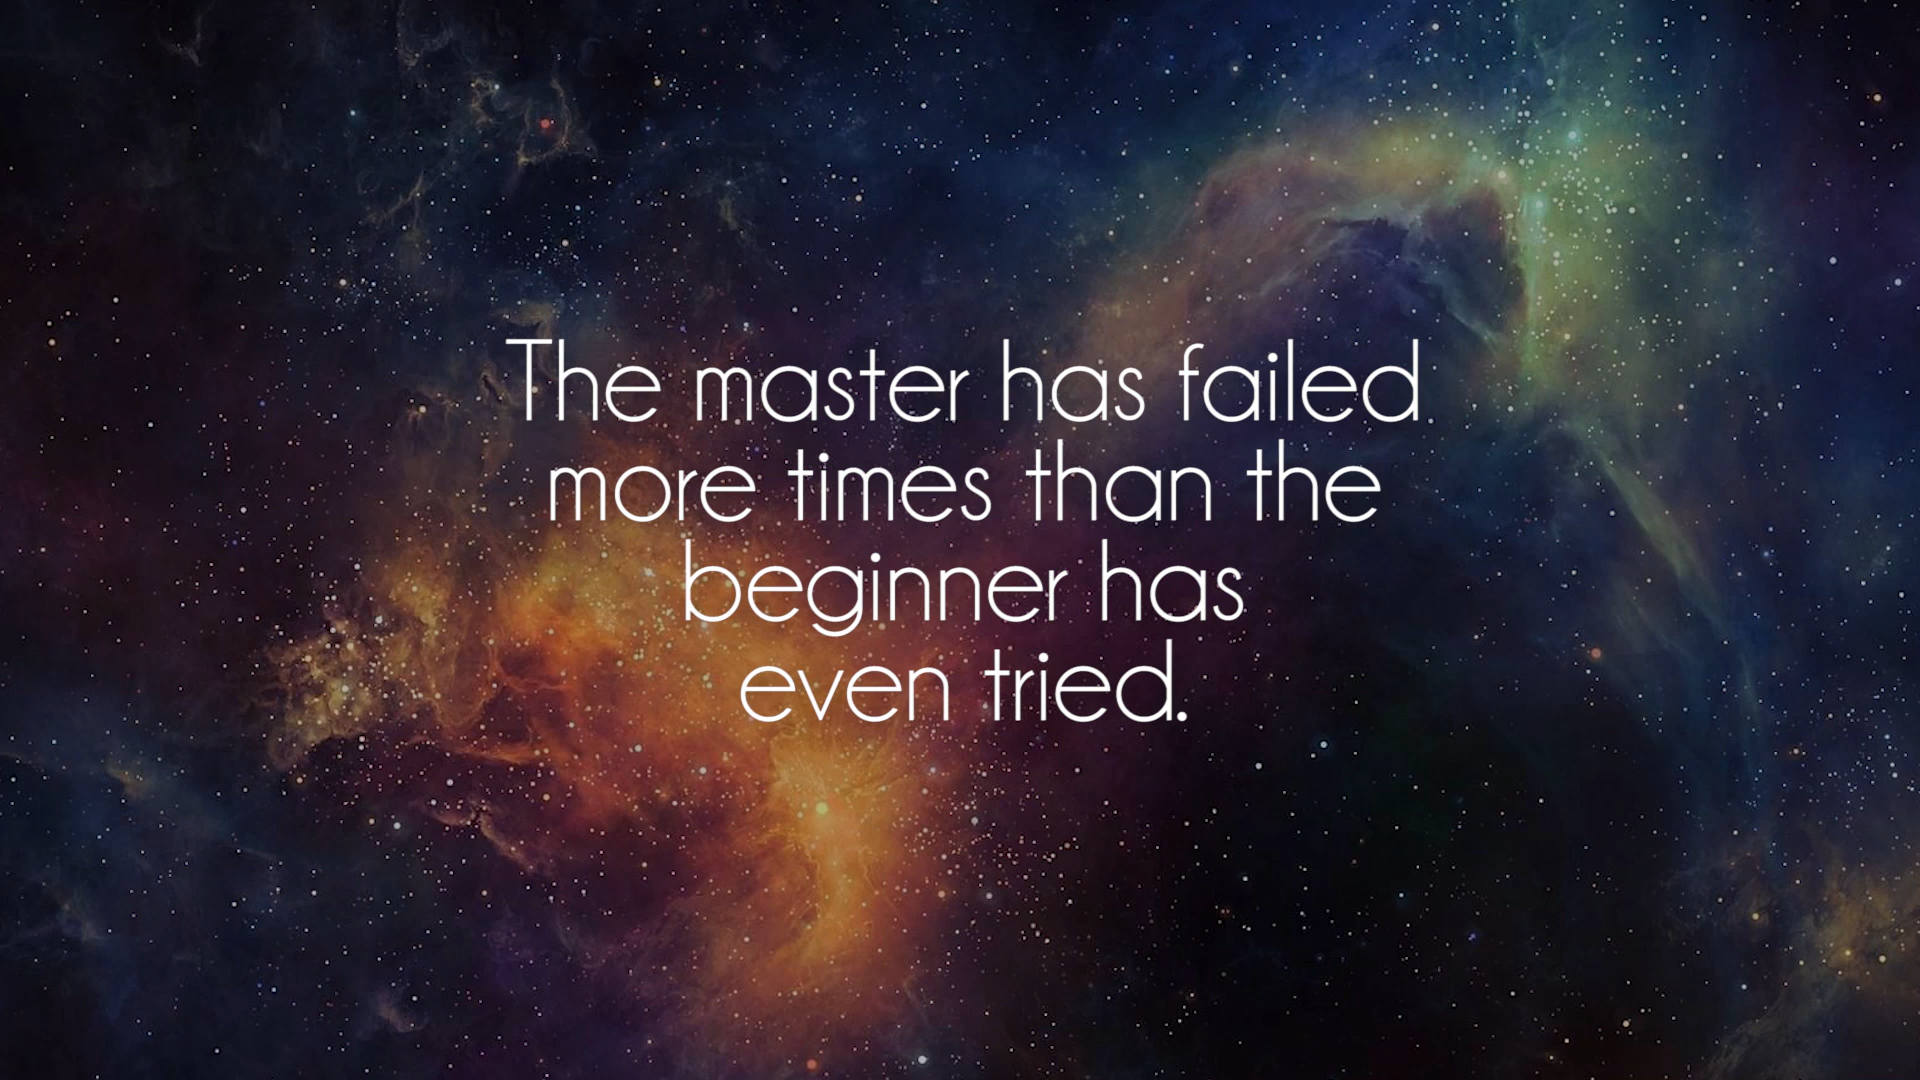 The master has failed
more times than the
beginner has
even tried.